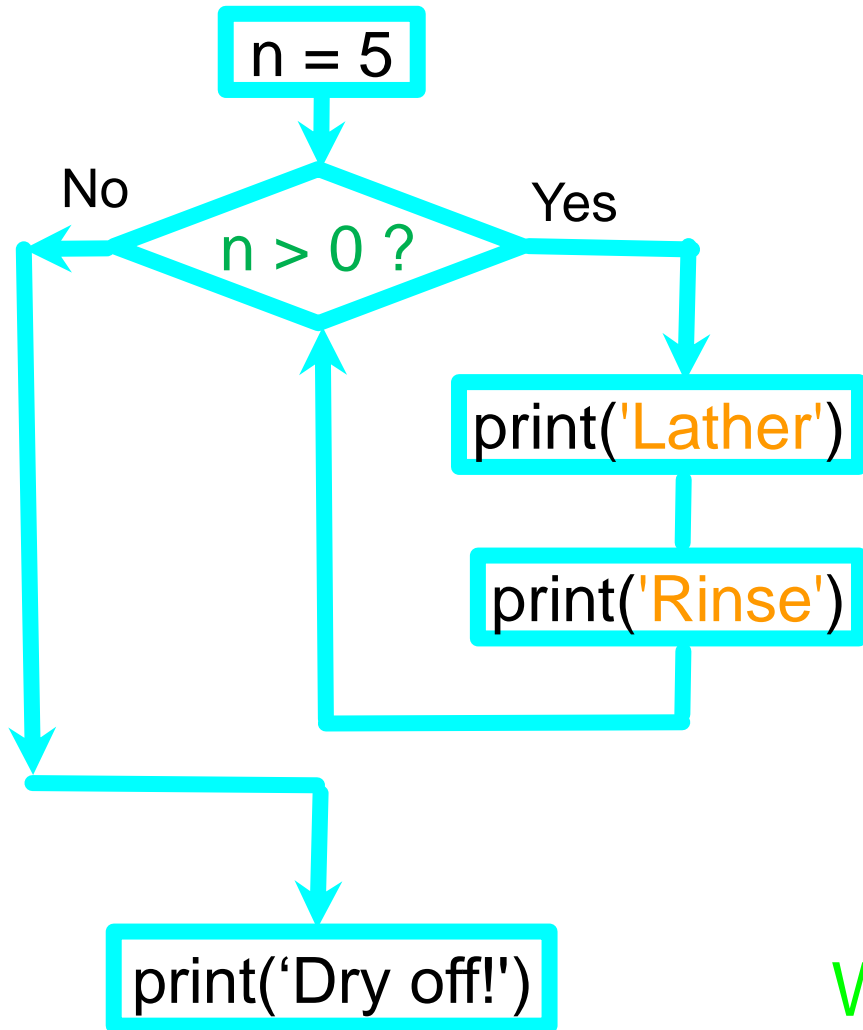 n = 5
No
Yes
n > 0 ?
print('Lather')
print('Rinse')
print(‘Dry off!')